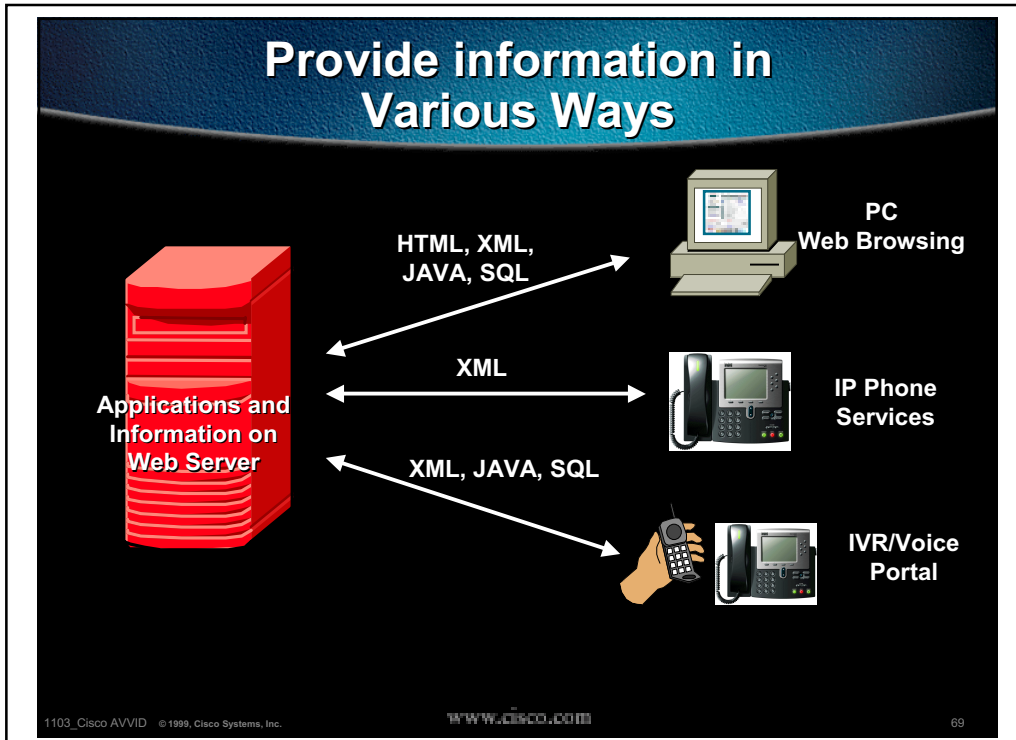 Provide information in
Various Ways
HTML, XML,
JAVA, SQL
PC
Web Browsing
XML
IP Phone
Services
Applications and
Information on
Web Server
XML, JAVA, SQL
IVR/Voice
Portal
1103_Cisco AVVID © 1999, Cisco Systems, Inc.
www.cisco.com
69